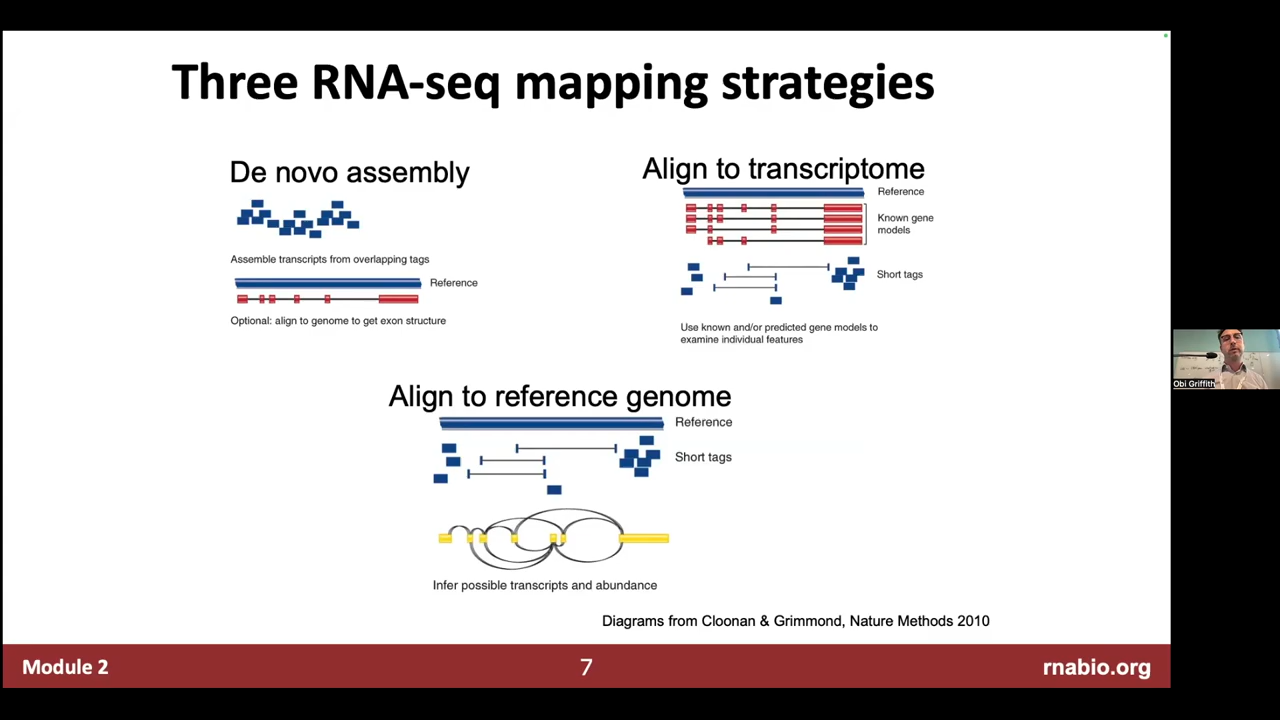 Three RNA-seq mapping strategies
De novo assembly
Assemble transcripts from overlapping tags
Reference
Optional: align to genome to get exon structure
Align to transcriptome
Reference
Known gene
models
Short tags
Use known and/or predicted gene models to
examine individual features
Align to reference genome
Reference
Short tags
Infer possible transcripts and abundance
Diagrams from Cloonan & Grimmond, Nature Methods 2010
Module 2
7
rnabio.org
Obi Griffith